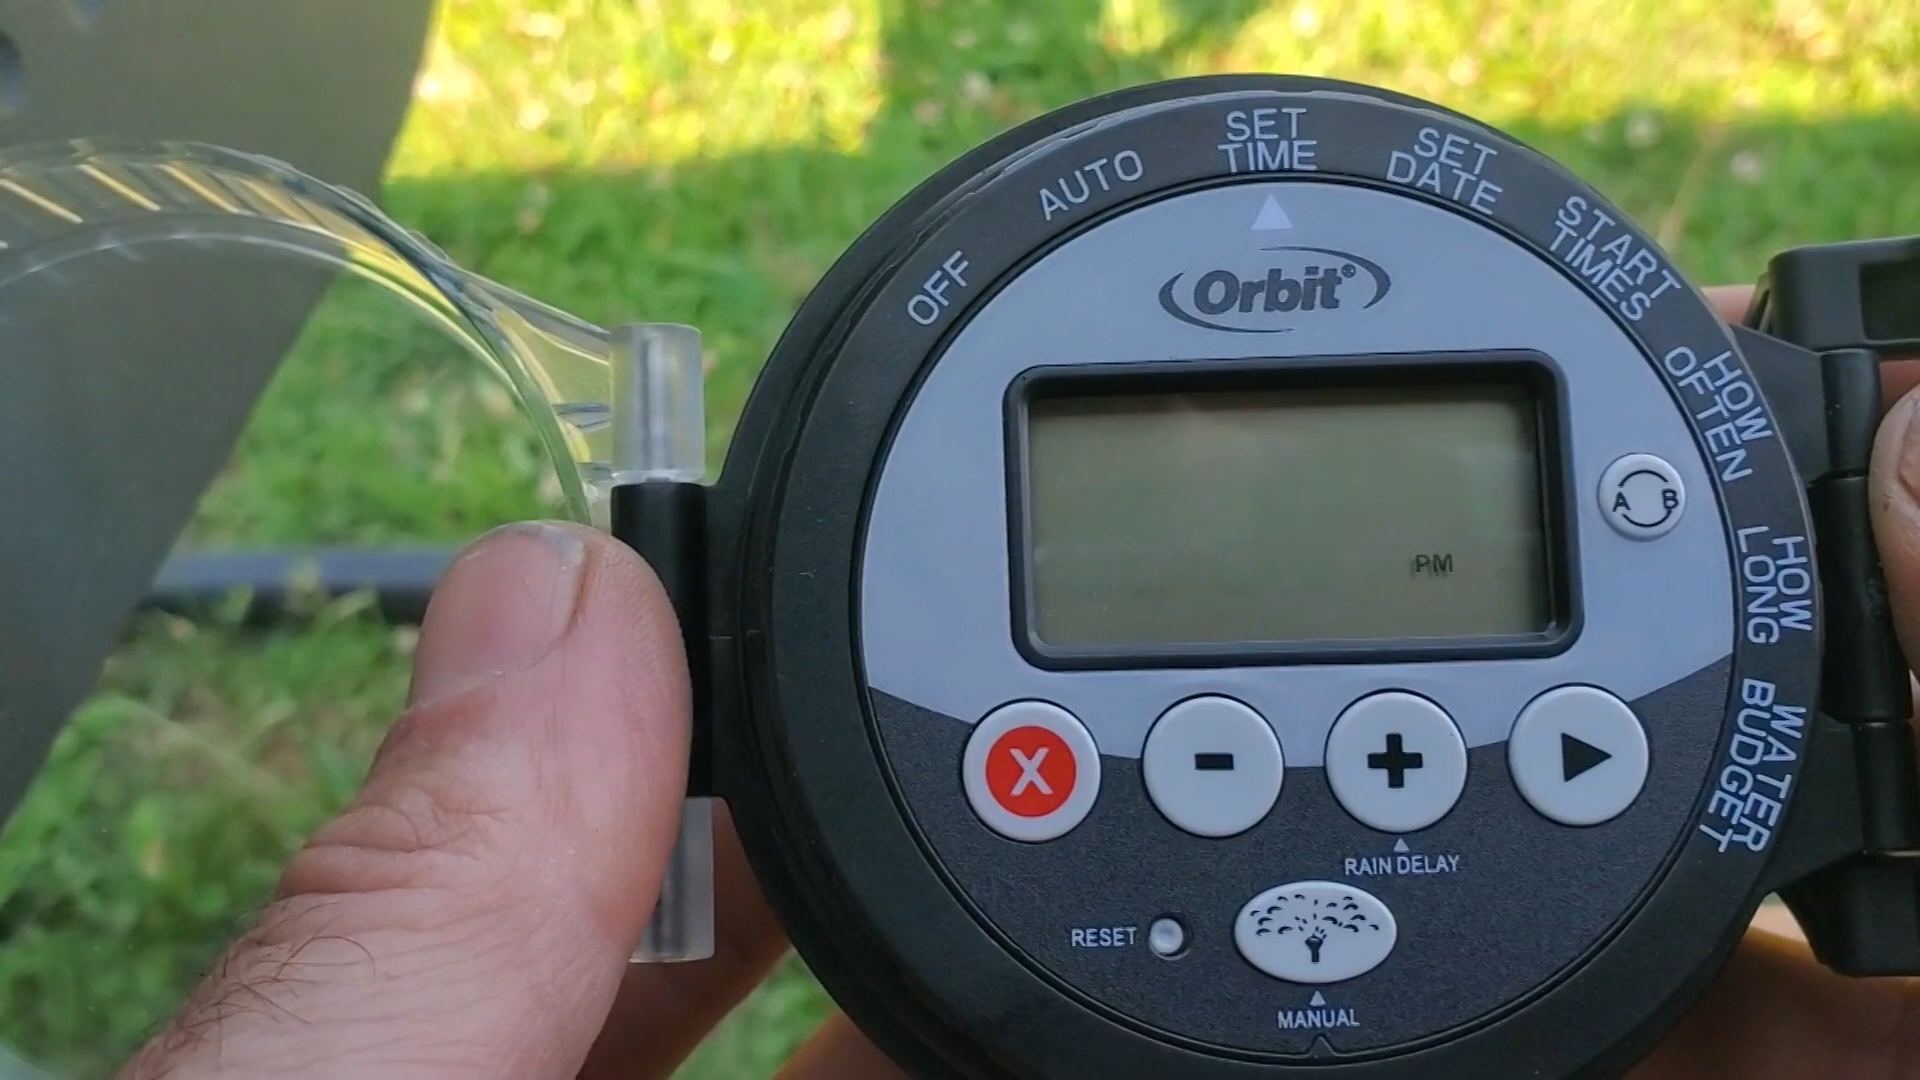 OFF
AUTO
SET
TIME
SET
DATE
START
TIMES
HOW
OFTEN
HOW
LONG
WATER
BUDGET
Orbit®
PM
A B
X
-
+
RAIN DELAY
RESET
MANUAL